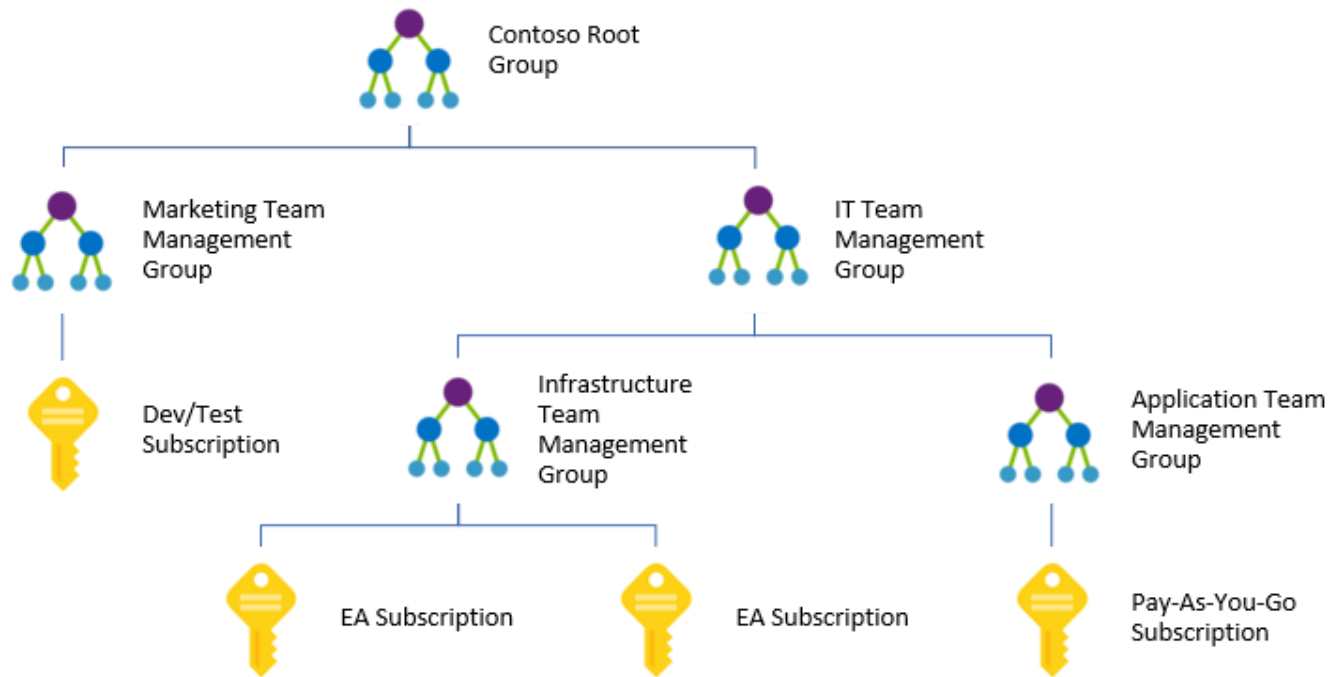 Contoso Root
Group
Marketing Team
Management
Group
IT Team
Management
Group
Dev/Test
Subscription
Infrastructure
Team
Management
Group
Application Team
Management
Group
EA Subscription
EA Subscription
Pay-As-You-Go
Subscription